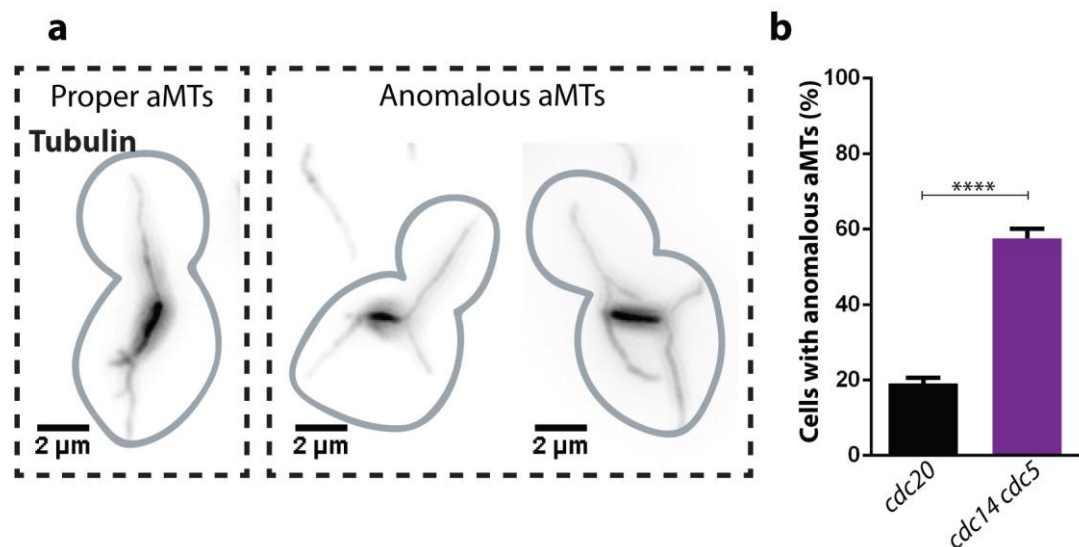 a
Proper aMTs
Tubulin
2 µm
Anomalous aMTs
2 µm
2 µm
b
Cells with anomalous aMTs (%)
100
80
60
40
20
0
****
cdc20
cdc14 cdc5